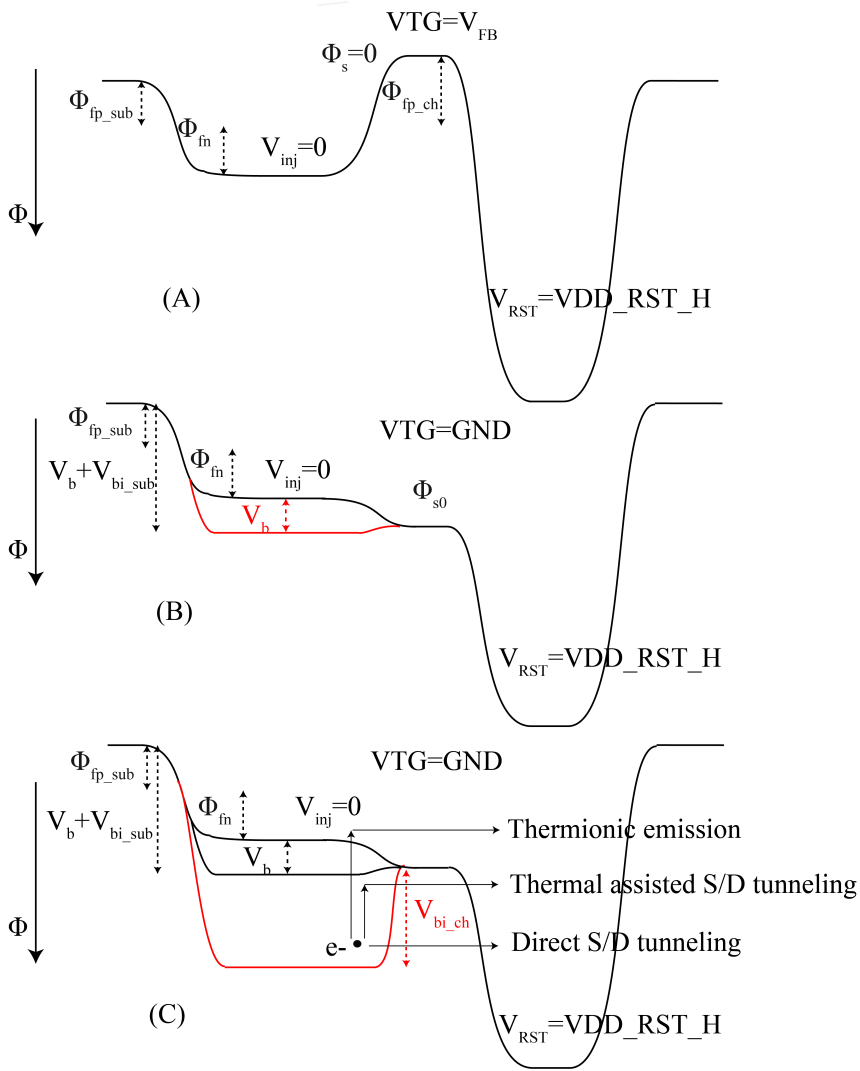 VTG=V_FB
Φ_s=0
Φ_fp_sub
Φ_fp_ch
Φ_fn
V_inj=0
Φ
(A)
V_RST=VDD_RST_H
Φ_fp_sub
VTG=GND
V_b+V_bi_sub
Φ_fn
V_inj=0
Φ_s0
V_b
Φ
(B)
V_RST=VDD_RST_H
Φ_fp_sub
VTG=GND
V_b+V_bi_sub
Φ_fn
V_inj=0
Thermionic emission
V_b
Thermal assisted S/D tunneling
V_bi_ch
Φ
e-
Direct S/D tunneling
(C)
V_RST=VDD_RST_H